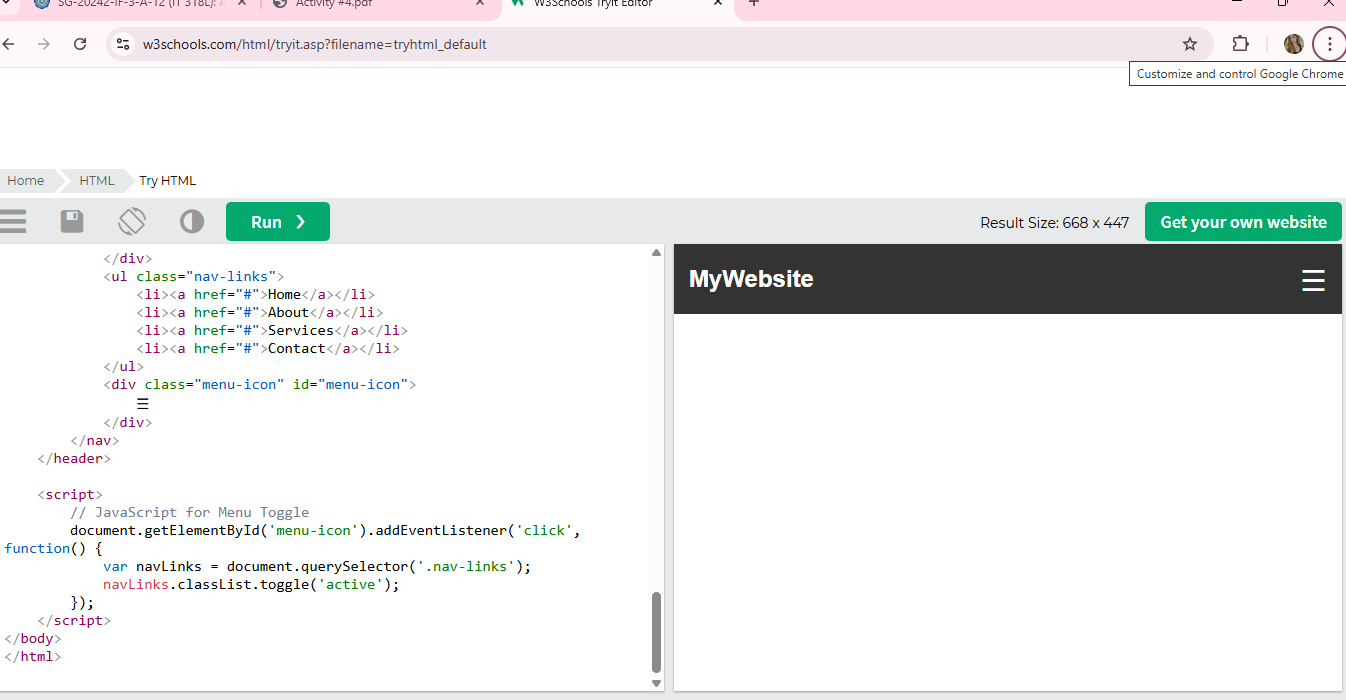 SG-20242-IF-3-A-12 (IT 318L): A
Activity #4.pdf
W3Schools Tryit Editor
w3schools.com/html/tryit.asp?filename=tryhtml_default
Customize and control Google Chrome
Home
HTML
Try HTML
Run ❯
Result Size: 668 x 447
Get your own website
</div>
<ul class="nav-links">
<li><a href="#">Home</a></li>
<li><a href="#">About</a></li>
<li><a href="#">Services</a></li>
<li><a href="#">Contact</a></li>
</ul>
<div class="menu-icon" id="menu-icon">
☰
</div>
</nav>
</header>
<script>
// JavaScript for Menu Toggle
document.getElementById('menu-icon').addEventListener('click',
function() {
var navLinks = document.querySelector('.nav-links');
navLinks.classList.toggle('active');
});
</script>
</body>
</html>
MyWebsite
☰